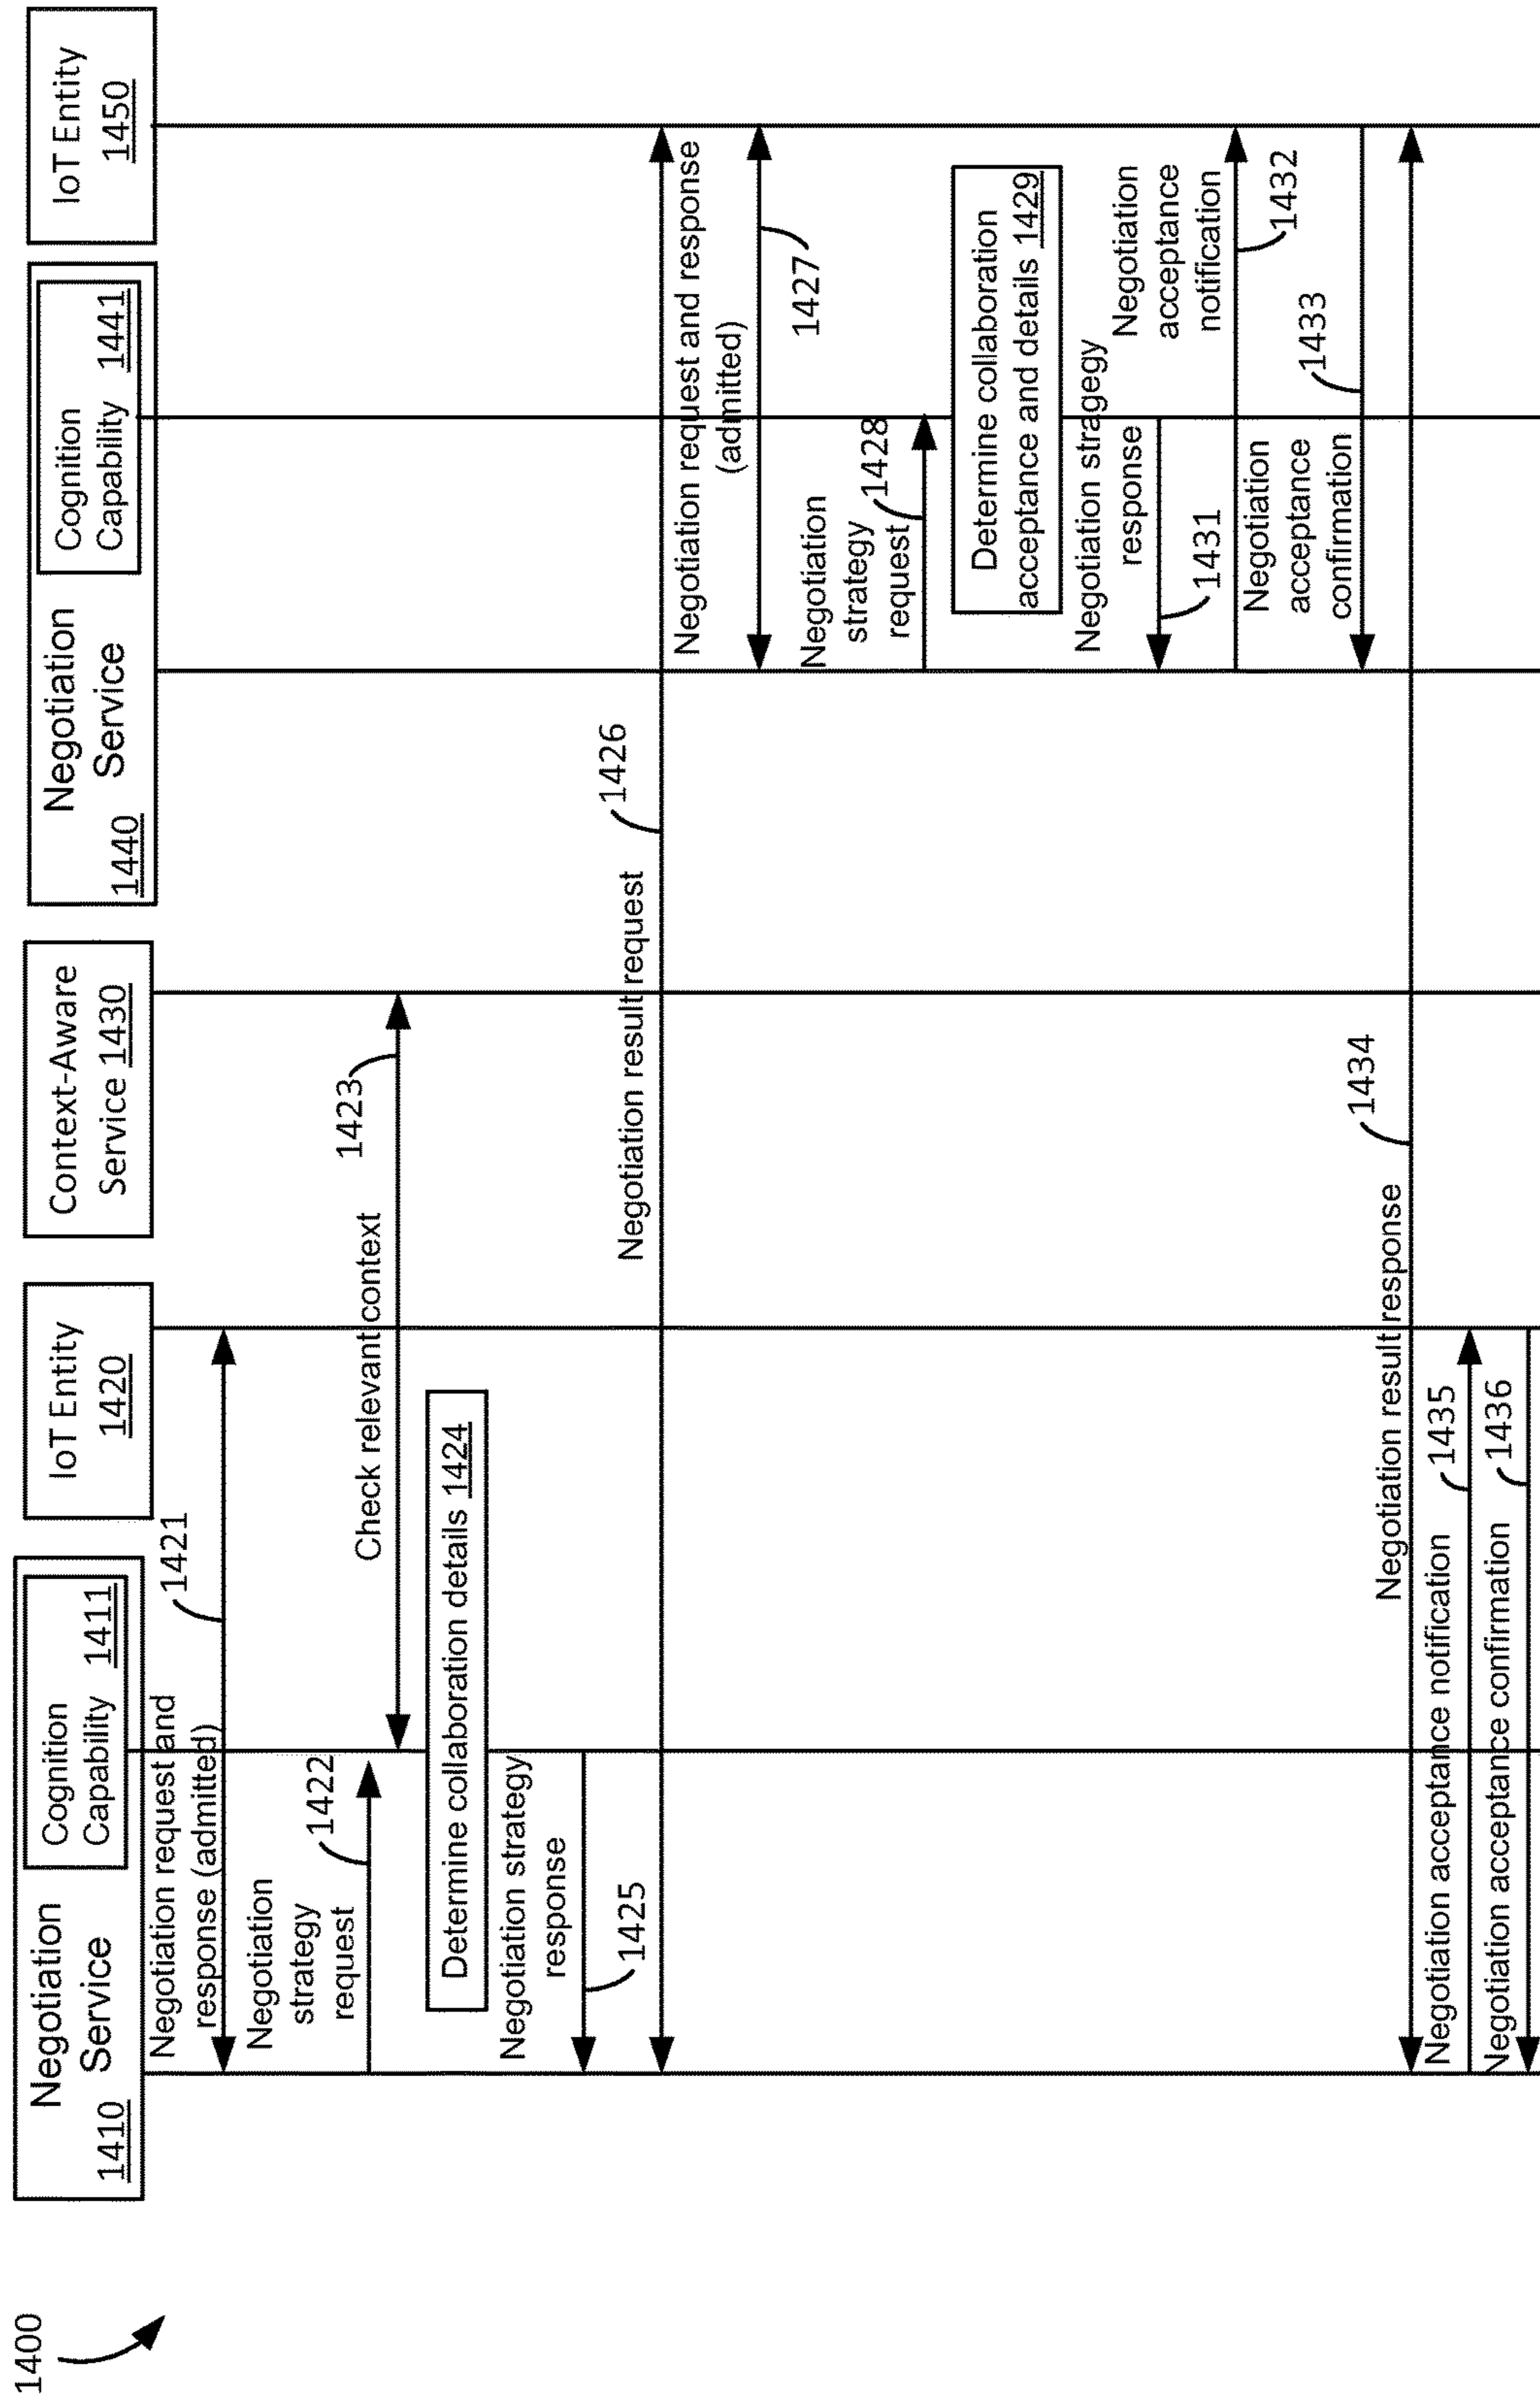 1400
Negotiation
Service
1410
Cognition
Capability 1411
IoT Entity
1420
Context-Aware
Service 1430
Negotiation
Service
1440
Cognition
Capability 1441
IoT Entity
1450
Negotiation request and
response (admitted)
1421
Negotiation
strategy
request
1422
Check relevant context
1423
Determine collaboration details 1424
Negotiation strategy
response
1425
Negotiation result request
1426
Negotiation request and response
(admitted)
1427
Negotiation
strategy
request
1428
Determine collaboration
acceptance and details 1429
Negotiation stragegy
response
1431
Negotiation
acceptance
notification
1432
Negotiation
acceptance
confirmation
1433
Negotiation result response
1434
Negotiation acceptance notification
1435
Negotiation acceptance confirmation
1436